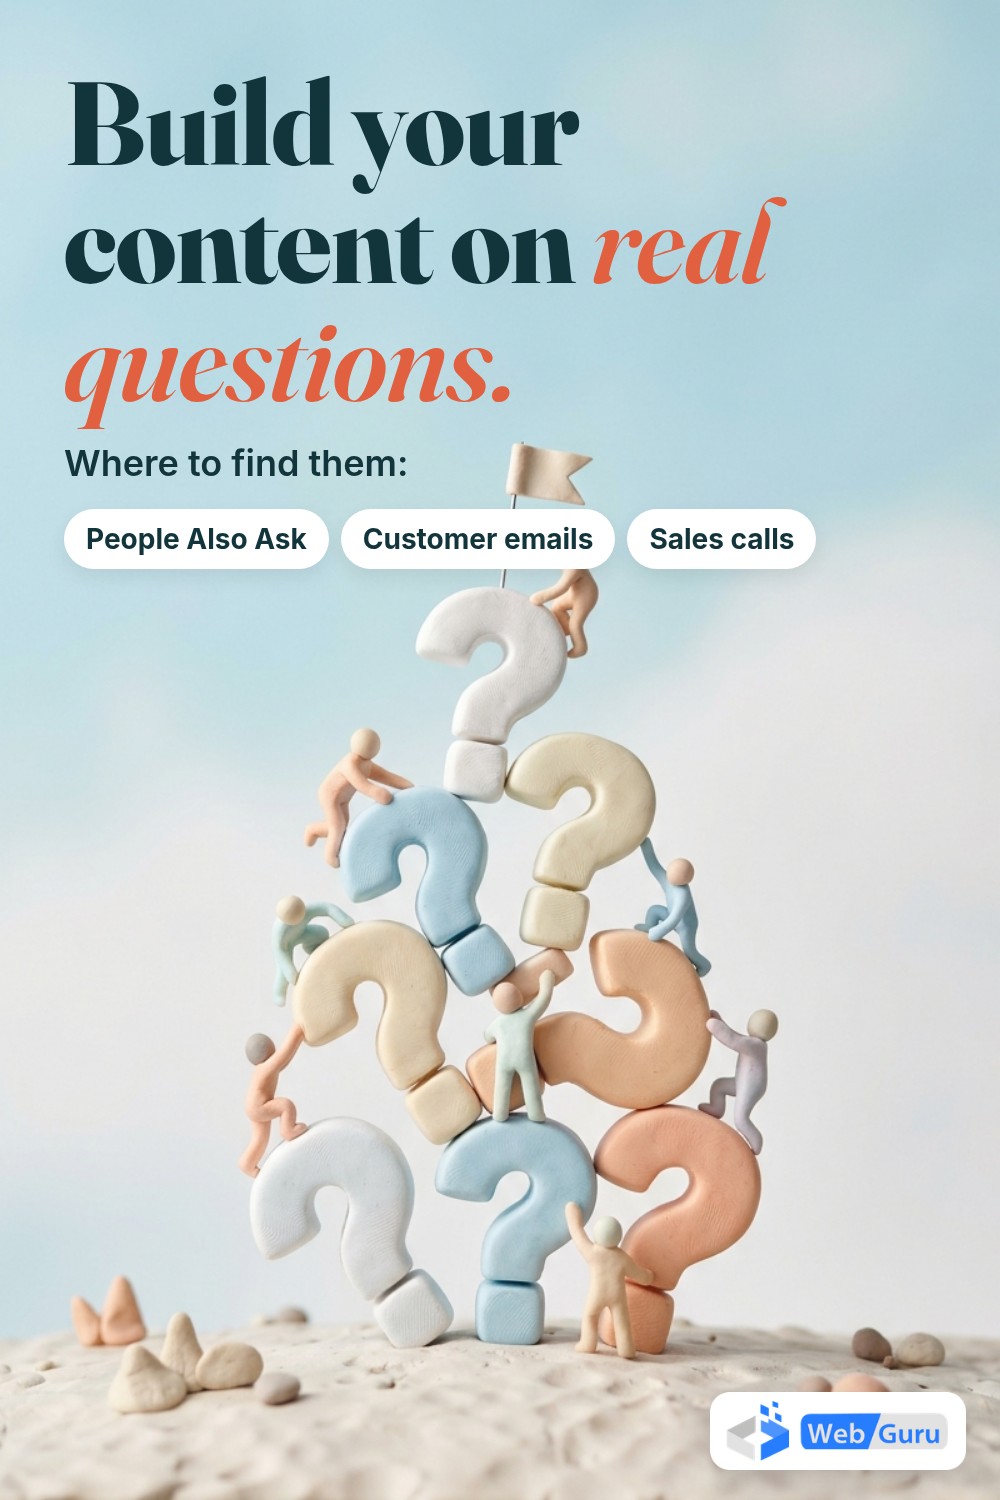 Build your
content on real
questions.
Where to find them:
People Also Ask
Customer emails
Sales calls
Web Guru